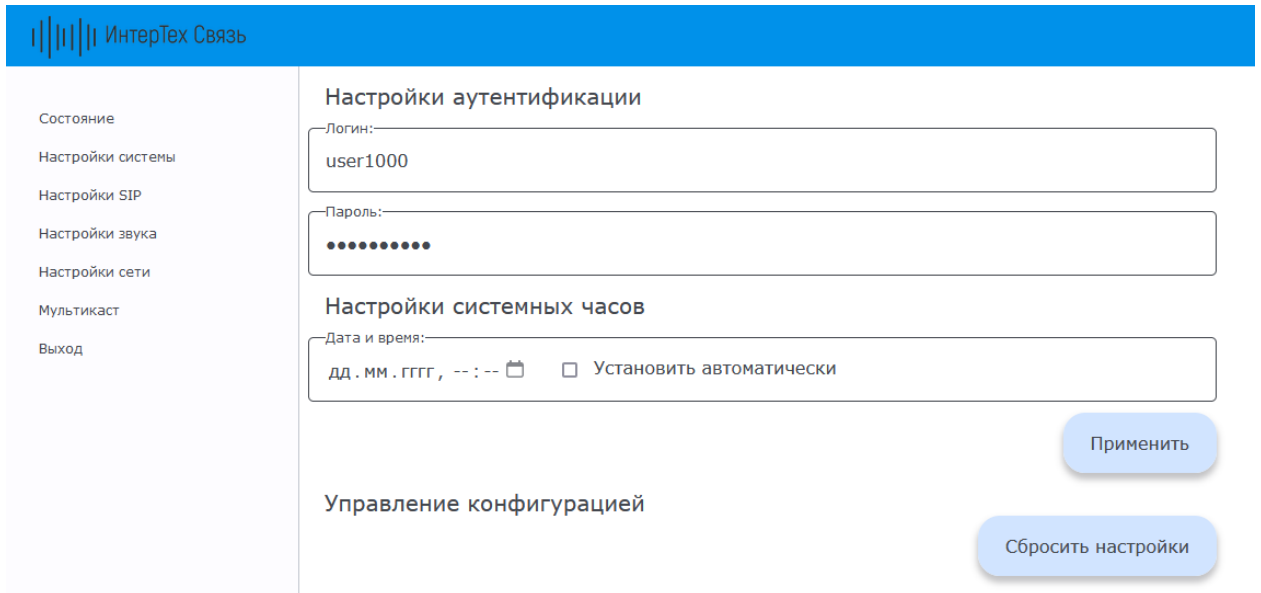 ИнтерТех Связь
Состояние
Настройки системы
Настройки SIP
Настройки звука
Настройки сети
Мультикаст
Выход
Настройки аутентификации
Логин:
user1000
Пароль:
••••••••••
Настройки системных часов
Дата и время:
дд.мм.гггг, --:-- Установить автоматически
Применить
Управление конфигурацией
Сбросить настройки